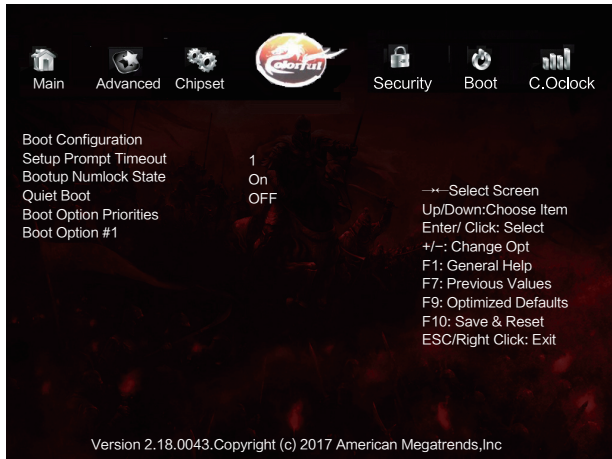 Main Advanced Chipset Colorful Security Boot C.Oclock
Boot Configuration
Setup Prompt Timeout 1
Bootup Numlock State On
Quiet Boot OFF
Boot Option Priorities
Boot Option #1
→←Select Screen
Up/Down:Choose Item
Enter/ Click: Select
+/−: Change Opt
F1: General Help
F7: Previous Values
F9: Optimized Defaults
F10: Save & Reset
ESC/Right Click: Exit
Version 2.18.0043.Copyright (c) 2017 American Megatrends,Inc